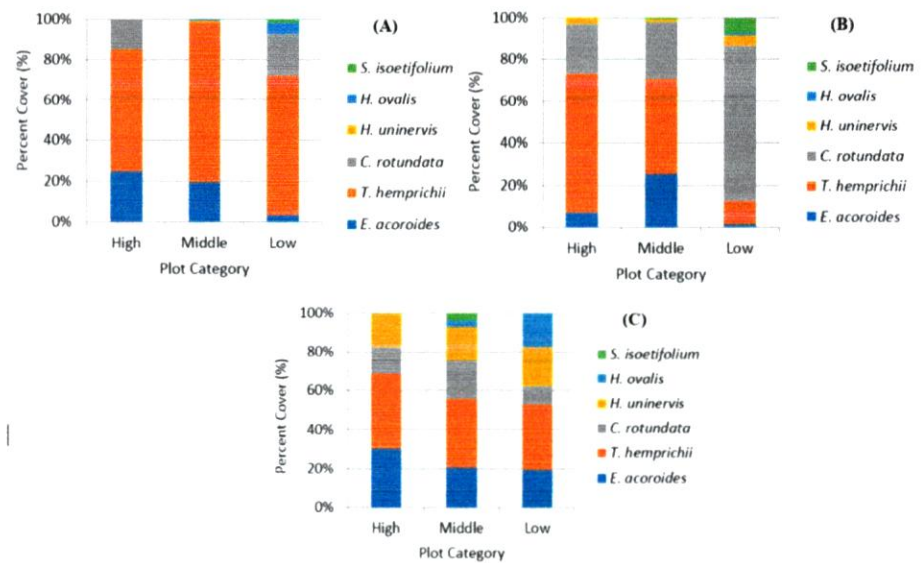 (A)
Percent Cover (%)
100%
80%
60%
40%
20%
0%
High Middle Low
Plot Category
S. isoetifolium
H. ovalis
H. uninervis
C. rotundata
T. hemprichii
E. acoroides
(B)
Percent Cover (%)
100%
80%
60%
40%
20%
0%
High Middle Low
Plot Category
S. isoetifolium
H. ovalis
H. uninervis
C. rotundata
T. hemprichii
E. acoroides
(C)
Percent Cover (%)
100%
80%
60%
40%
20%
0%
High Middle Low
Plot Category
S. isoetifolium
H. ovalis
H. uninervis
C. rotundata
T. hemprichii
E. acoroides